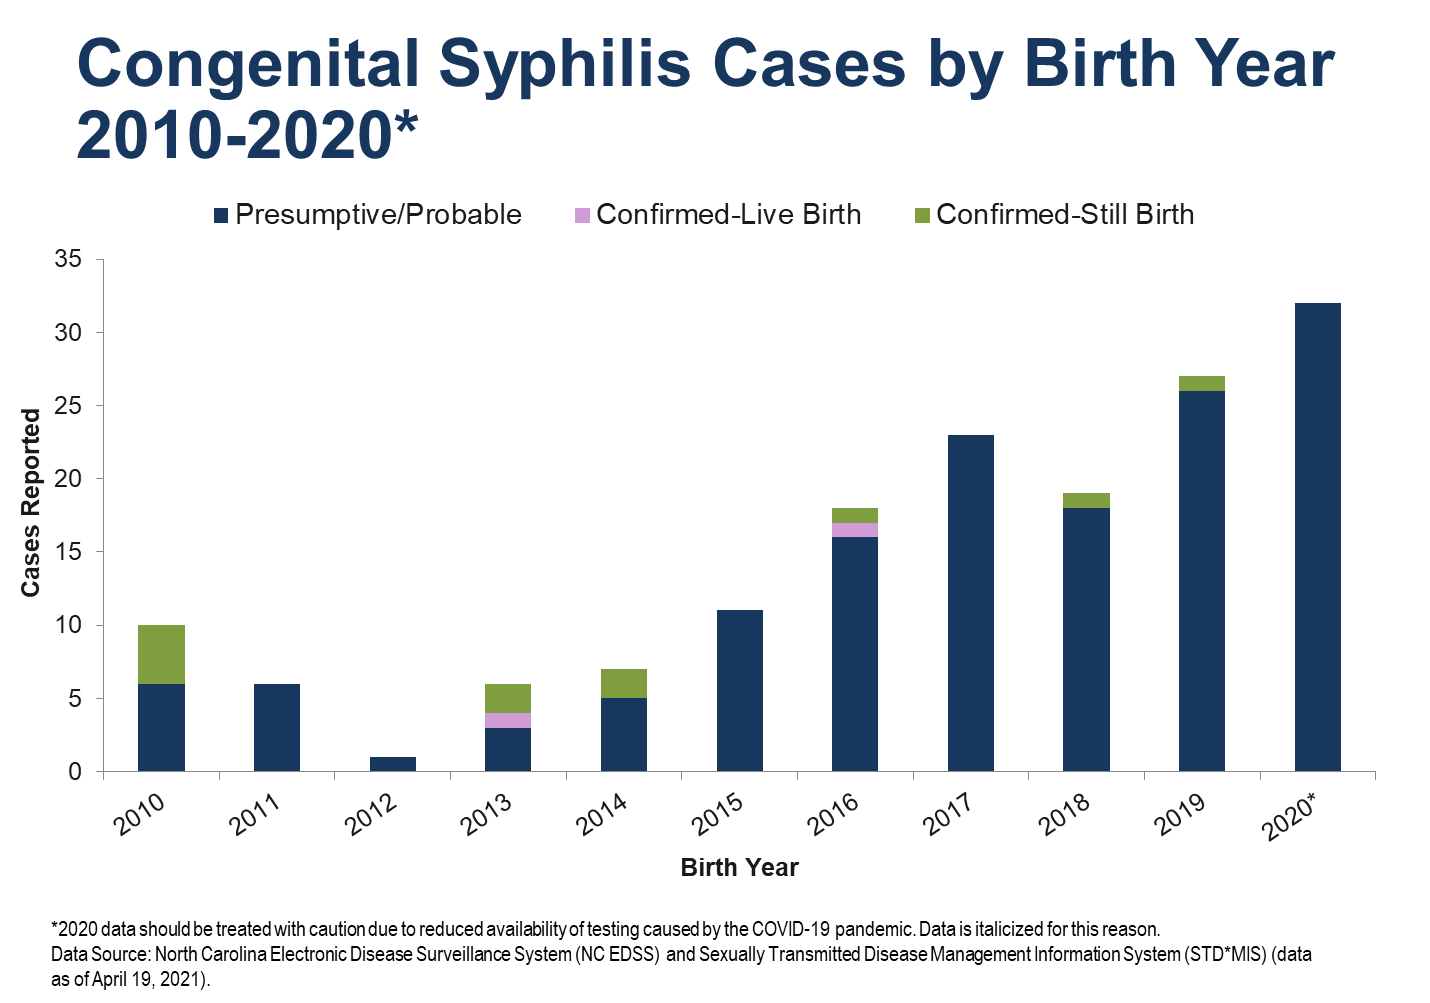 Congenital Syphilis Cases by Birth Year
2010-2020*
Presumptive/Probable
Confirmed-Live Birth
Confirmed-Still Birth
35
30
25
20
15
10
5
0
Cases Reported
2010
2011
2012
2013
2014
2015
2016
2017
2018
2019
2020*
Birth Year
*2020 data should be treated with caution due to reduced availability of testing caused by the COVID-19 pandemic. Data is italicized for this reason.
Data Source: North Carolina Electronic Disease Surveillance System (NC EDSS) and Sexually Transmitted Disease Management Information System (STD*MIS) (data
as of April 19, 2021).